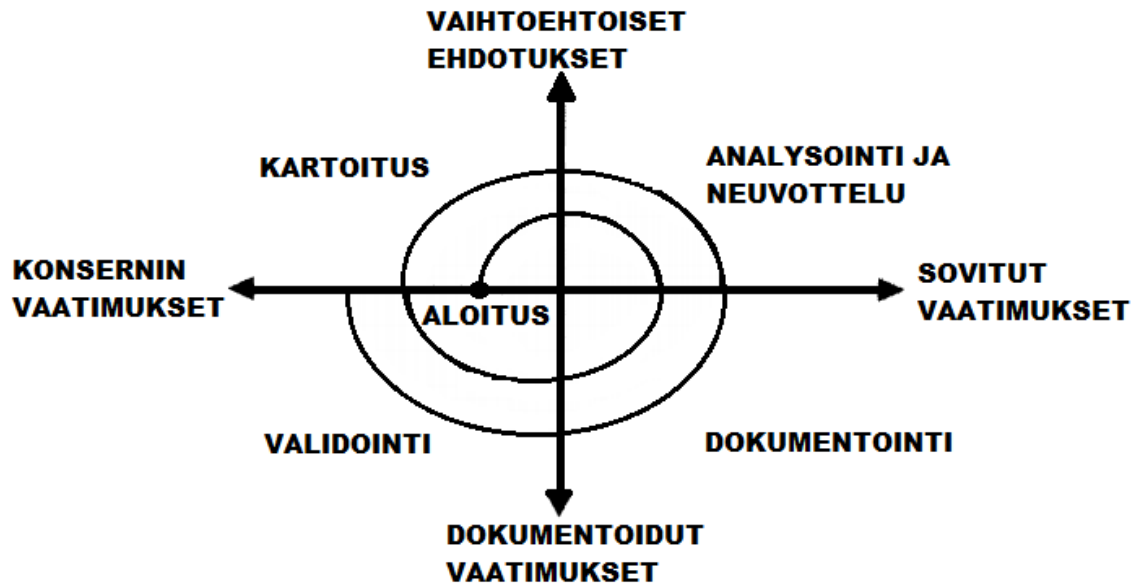 VAIHTOEHTOISET
EHDOTUKSET
KARTOITUS
ANALYSOINTI JA
NEUVOTTELU
KONSERNIN
VAATIMUKSET
ALOITUS
SOVITUT
VAATIMUKSET
VALIDOINTI
DOKUMENTOINTI
DOKUMENTOIDUT
VAATIMUKSET